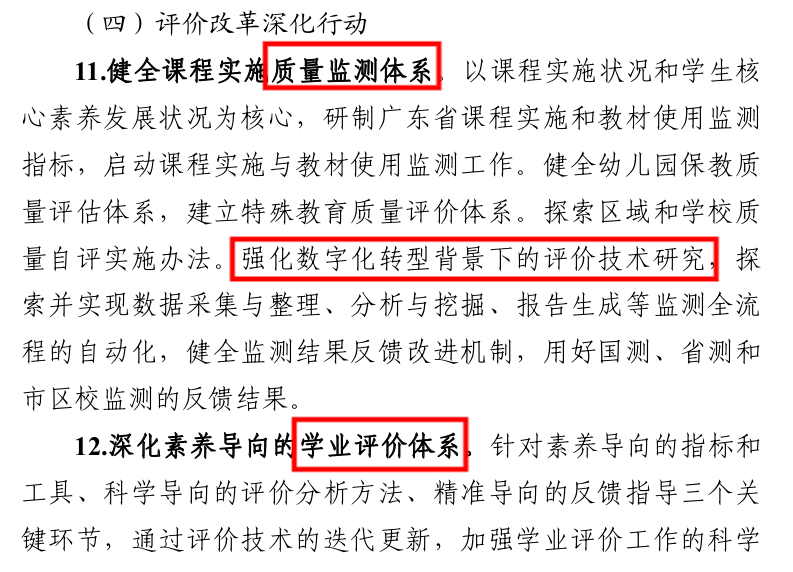 （四）评价改革深化行动
11.健全课程实施质量监测体系。以课程实施状况和学生核
心素养发展状况为核心，研制广东省课程实施和教材使用监测
指标，启动课程实施与教材使用监测工作。健全幼儿园保教质
量评估体系，建立特殊教育质量评价体系。探索区域和学校质
量自评实施办法。强化数字化转型背景下的评价技术研究，探
索并实现数据采集与整理、分析与挖掘、报告生成等监测全流
程的自动化，健全监测结果反馈改进机制，用好国测、省测和
市区校监测的反馈结果。
12.深化素养导向的学业评价体系。针对素养导向的指标和
工具、科学导向的评价分析方法、精准导向的反馈指导三个关
键环节，通过评价技术的迭代更新，加强学业评价工作的科学